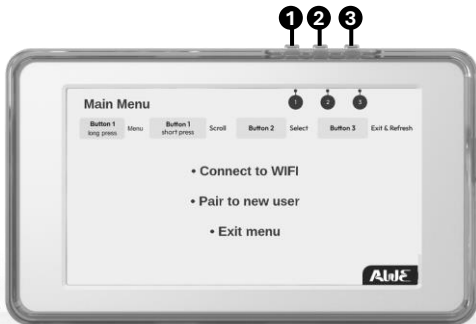 1 2 3
Main Menu
1 2 3
Button 1 long press Menu Button 1 short press Scroll Button 2 Select Button 3 Exit & Refresh
• Connect to WIFI
• Pair to new user
• Exit menu